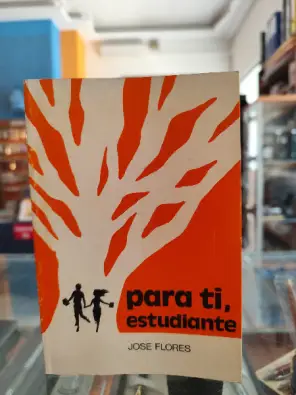 para ti,
estudiante
JOSE FLORES